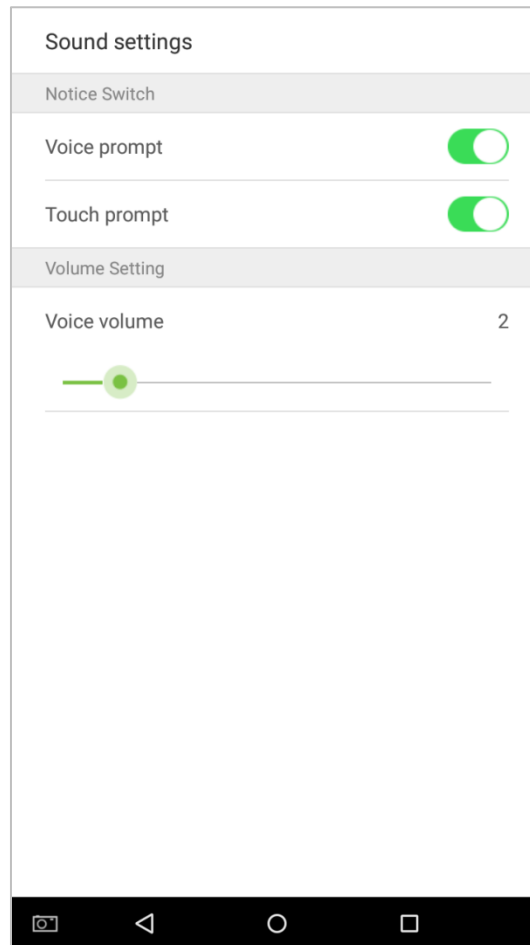 Sound settings
Notice Switch
Voice prompt
Touch prompt
Volume Setting
Voice volume 2